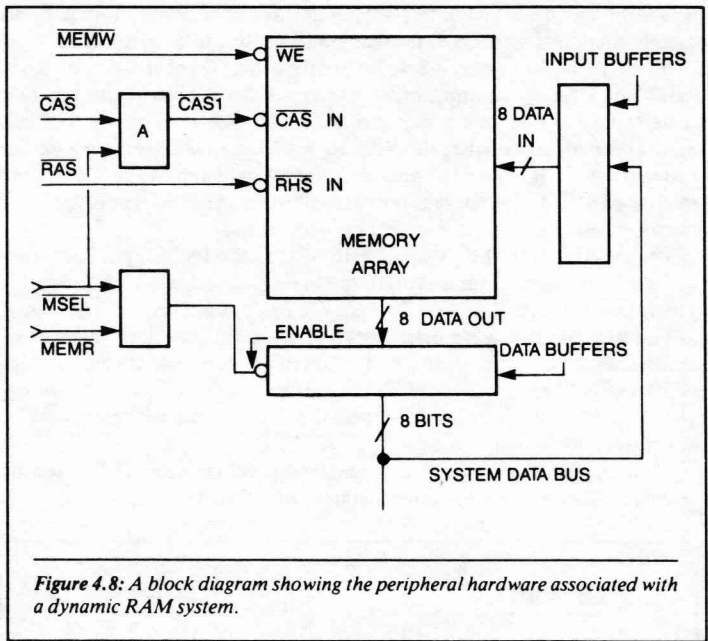 MEMW
WE
INPUT BUFFERS
CAS
CAS1
A
CAS IN
8 DATA
IN
RAS
RHS IN
MEMORY
ARRAY
MSEL
MEMR
8 DATA OUT
ENABLE
DATA BUFFERS
8 BITS
SYSTEM DATA BUS
Figure 4.8: A block diagram showing the peripheral hardware associated with
a dynamic RAM system.